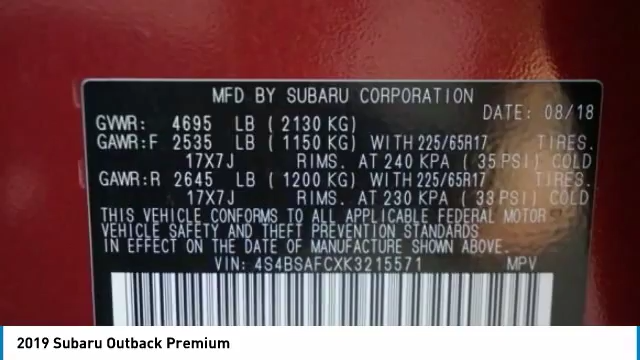 MFD BY SUBARU CORPORATION
DATE: 08/18
GVWR: 4695 LB ( 2130 KG)
GAWR:F 2535 LB ( 1150 KG) WITH 225/65R17 TIRES.
17X7J RIMS. AT 240 KPA ( 35 PSI) COLD
GAWR:R 2645 LB ( 1200 KG) WITH 225/65R17 TIRES.
17X7J RIMS. AT 230 KPA ( 33 PSI) COLD
THIS VEHICLE CONFORMS TO ALL APPLICABLE FEDERAL MOTOR
VEHICLE SAFETY AND THEFT PREVENTION STANDARDS
IN EFFECT ON THE DATE OF MANUFACTURE SHOWN ABOVE.
VIN: 4S4BSAFCXK3215571 MPV
2019 Subaru Outback Premium